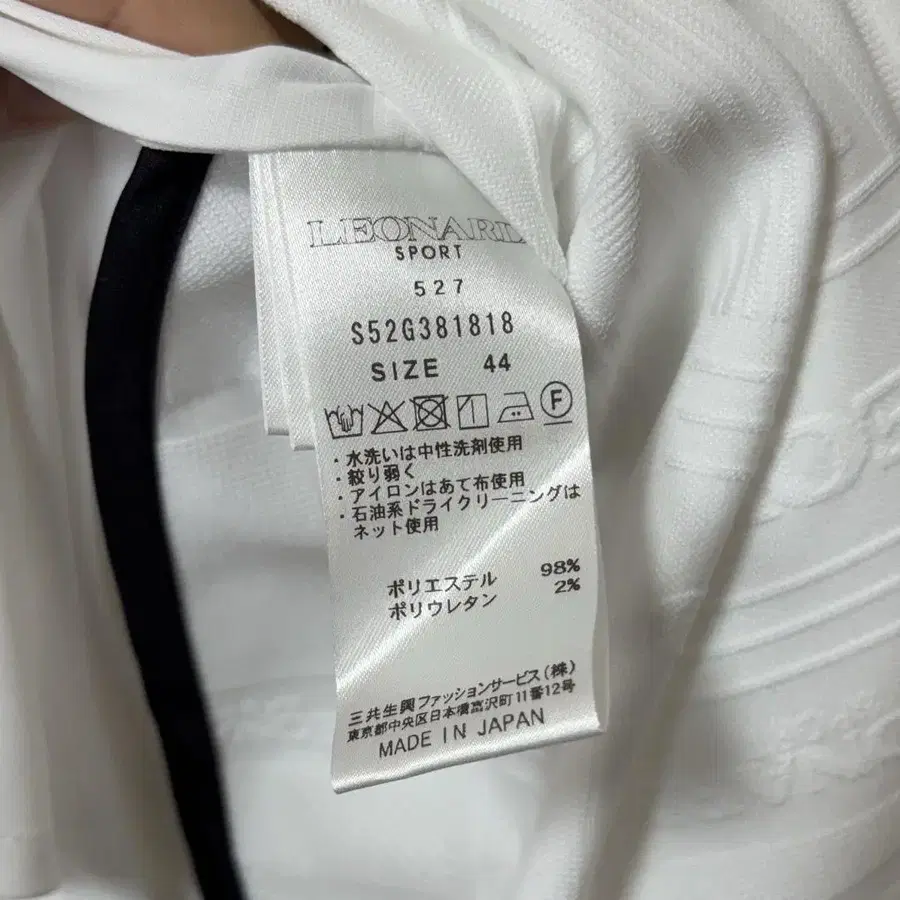 LEONARD
SPORT
527
S52G381818
SIZE 44
F
・水洗いは中性洗剤使用
・絞り弱く
・アイロンはあて布使用
・石油系ドライクリーニングは
ネット使用
ポリエステル 98%
ポリウレタン 2%
三共生興ファッションサービス(株)
東京都中央区日本橋富沢町11番12号
MADE IN JAPAN